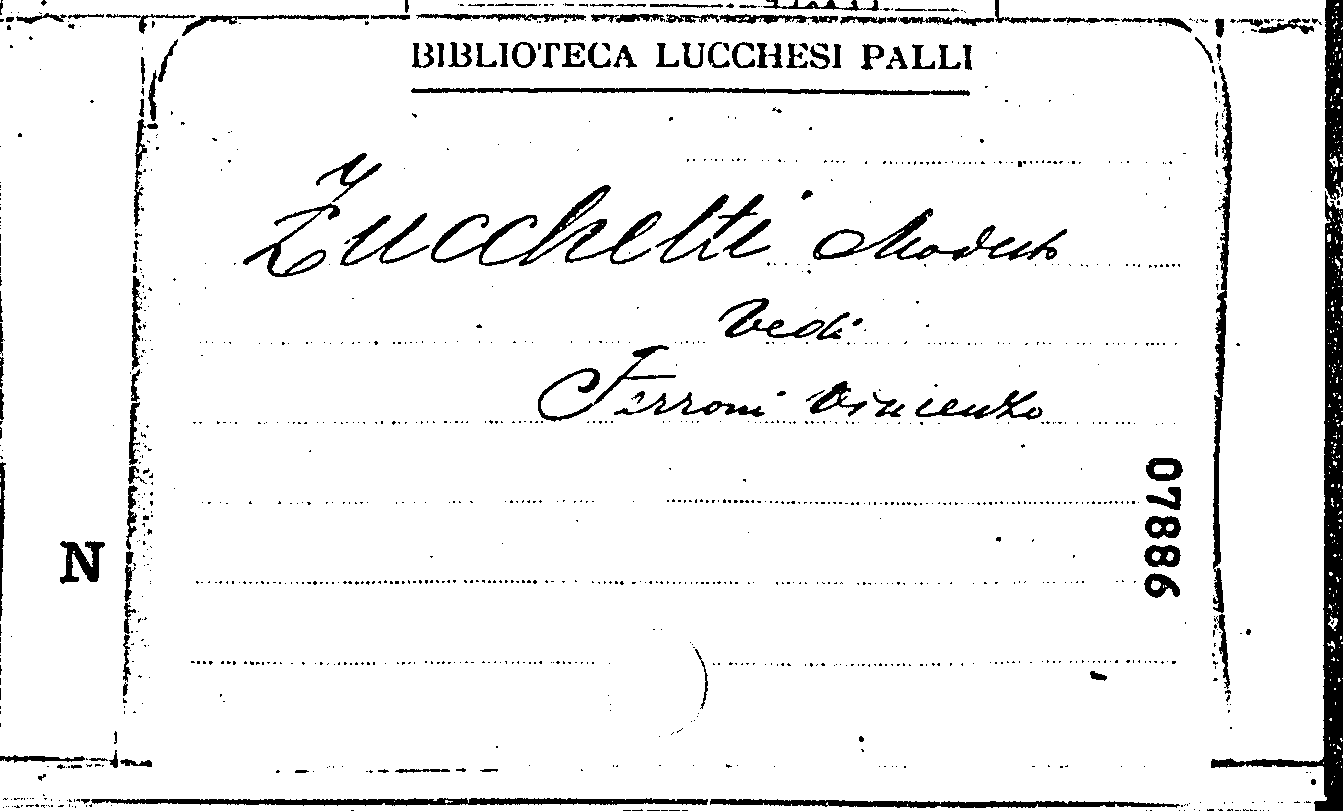 BIBLIOTECA LUCCHESI PALLI
Zucchetti Modesto
Vedi
Ferroni Vincenzo
07886
N